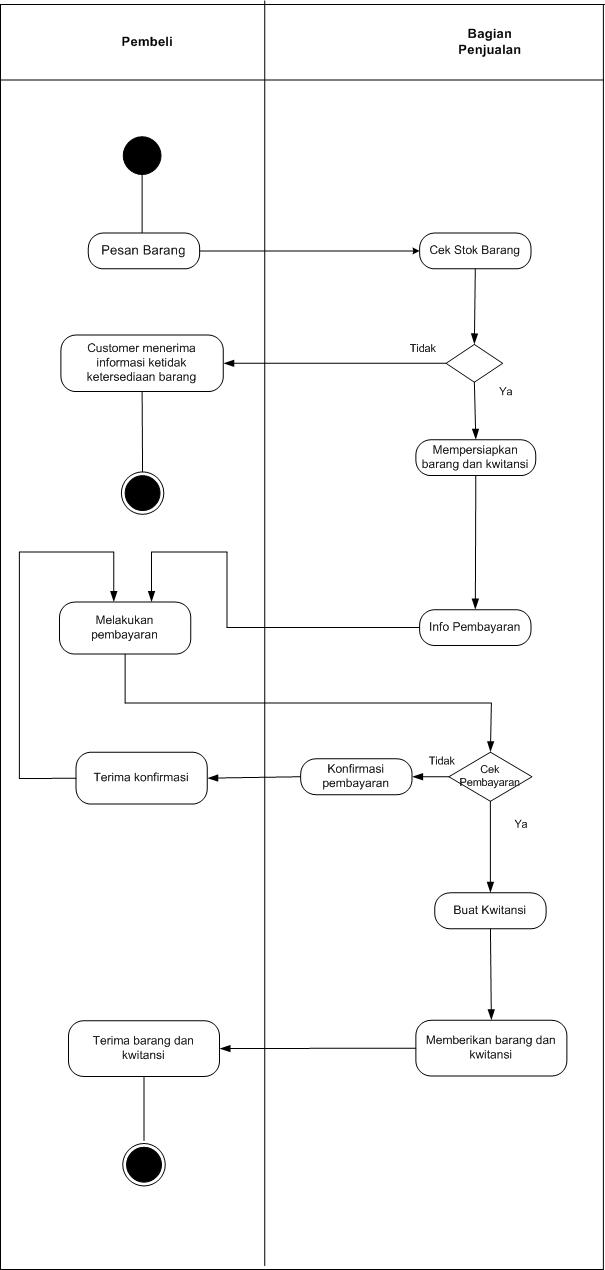 Pembeli
Bagian
Penjualan
Pesan Barang
Cek Stok Barang
Customer menerima
informasi ketidak
ketersediaan barang
Tidak
Ya
Mempersiapkan
barang dan kwitansi
Melakukan
pembayaran
Info Pembayaran
Terima konfirmasi
Konfirmasi
pembayaran
Tidak
Cek
Pembayaran
Ya
Buat Kwitansi
Terima barang dan
kwitansi
Memberikan barang dan
kwitansi